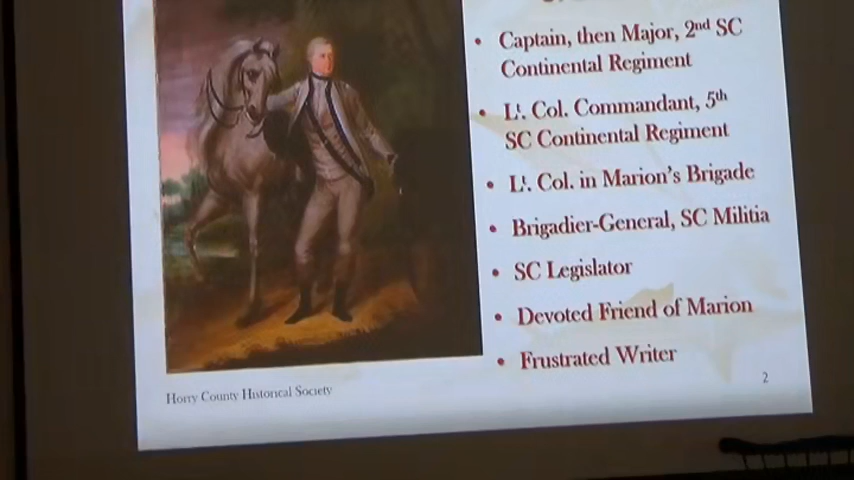 • Captain, then Major, 2nd SC
Continental Regiment
• Lt. Col. Commandant, 5th
SC Continental Regiment
• Lt. Col. in Marion's Brigade
• Brigadier-General, SC Militia
• SC Legislator
• Devoted Friend of Marion
• Frustrated Writer
2
Horry County Historical Society